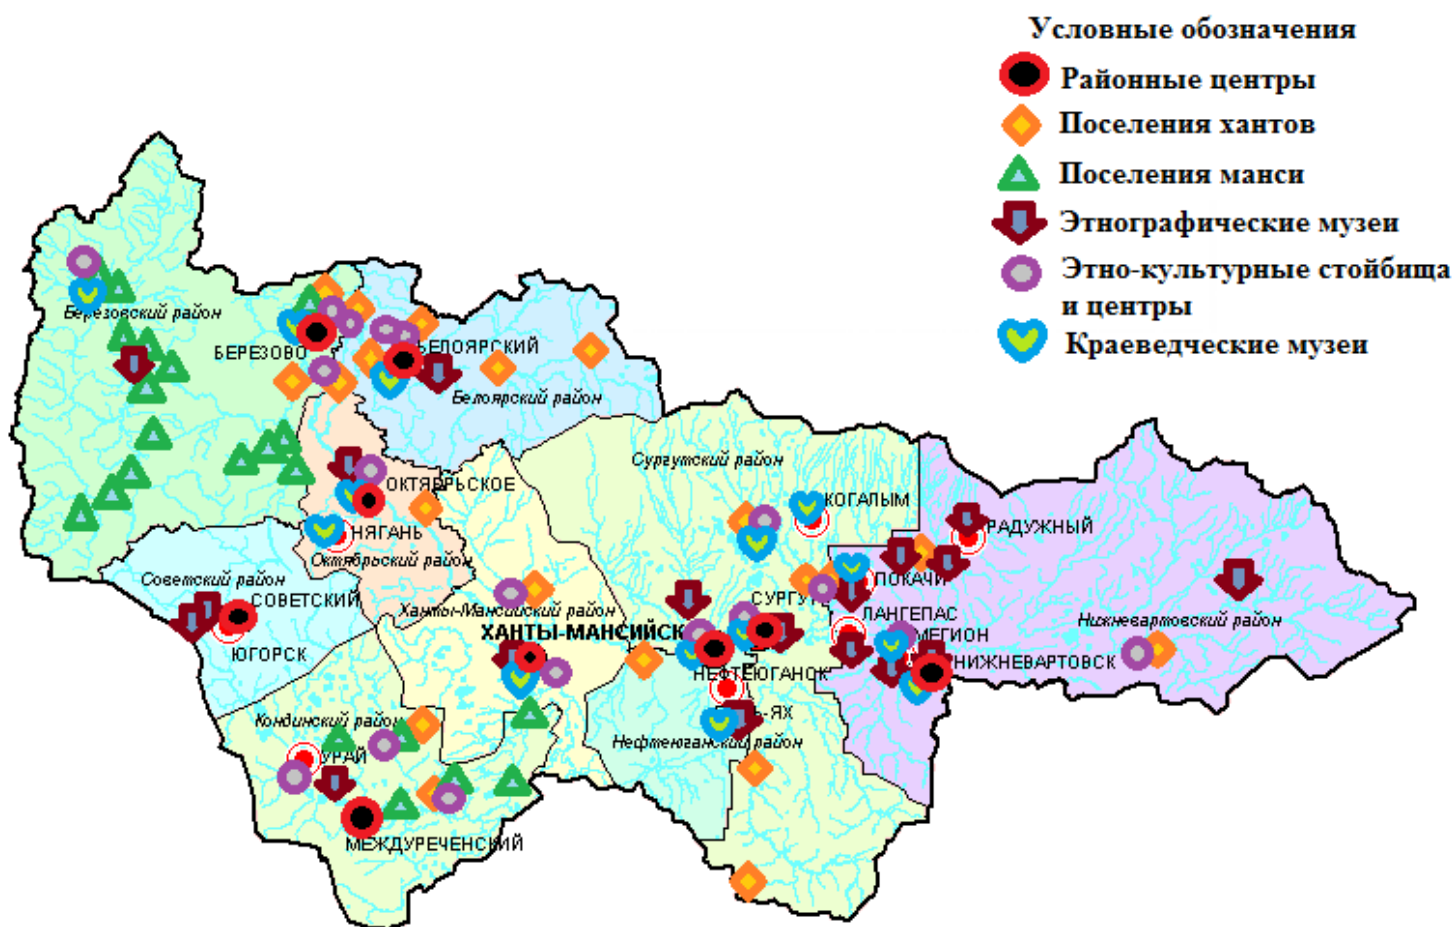 Условные обозначения
Районные центры
Поселения хантов
Поселения манси
Этнографические музеи
Этно-культурные стойбища
и центры
Краеведческие музеи
Березовский район
БЕРЕЗОВО
БЕЛОЯРСКИЙ
Белоярский район
Сургутский район
ОКТЯБРЬСКОЕ
КОГАЛЫМ
РАДУЖНЫЙ
НЯГАНЬ
Октябрьский район
Советский район
СОВЕТСКИЙ
ПОКАЧИ
Ханты-Мансийский район
СУРГУТ
ЛАНГЕПАС
Нижневартовский район
ХАНТЫ-МАНСИЙСК
МЕГИОН
ЮГОРСК
НИЖНЕВАРТОВСК
НЕФТЕЮГАНСК
Ь-ЯХ
Кондинский район
Нефтеюганский район
УРАЙ
МЕЖДУРЕЧЕНСКИЙ